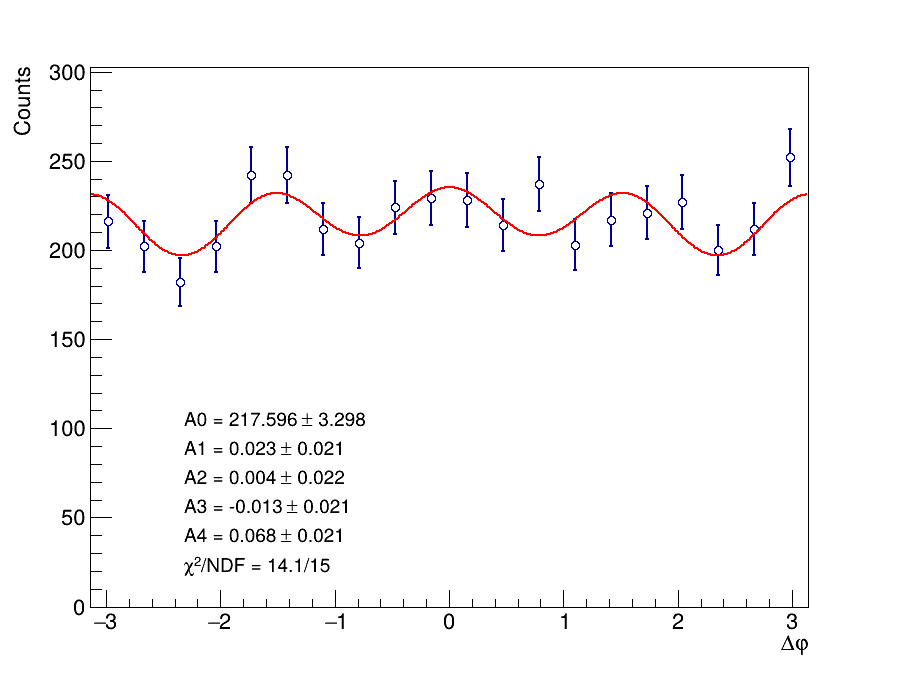 Counts
300
250
200
150
100
50
0
A0 = 217.596 ± 3.298
A1 = 0.023 ± 0.021
A2 = 0.004 ± 0.022
A3 = -0.013 ± 0.021
A4 = 0.068 ± 0.021
χ²/NDF = 14.1/15
−3 −2 −1 0 1 2 3
Δφ